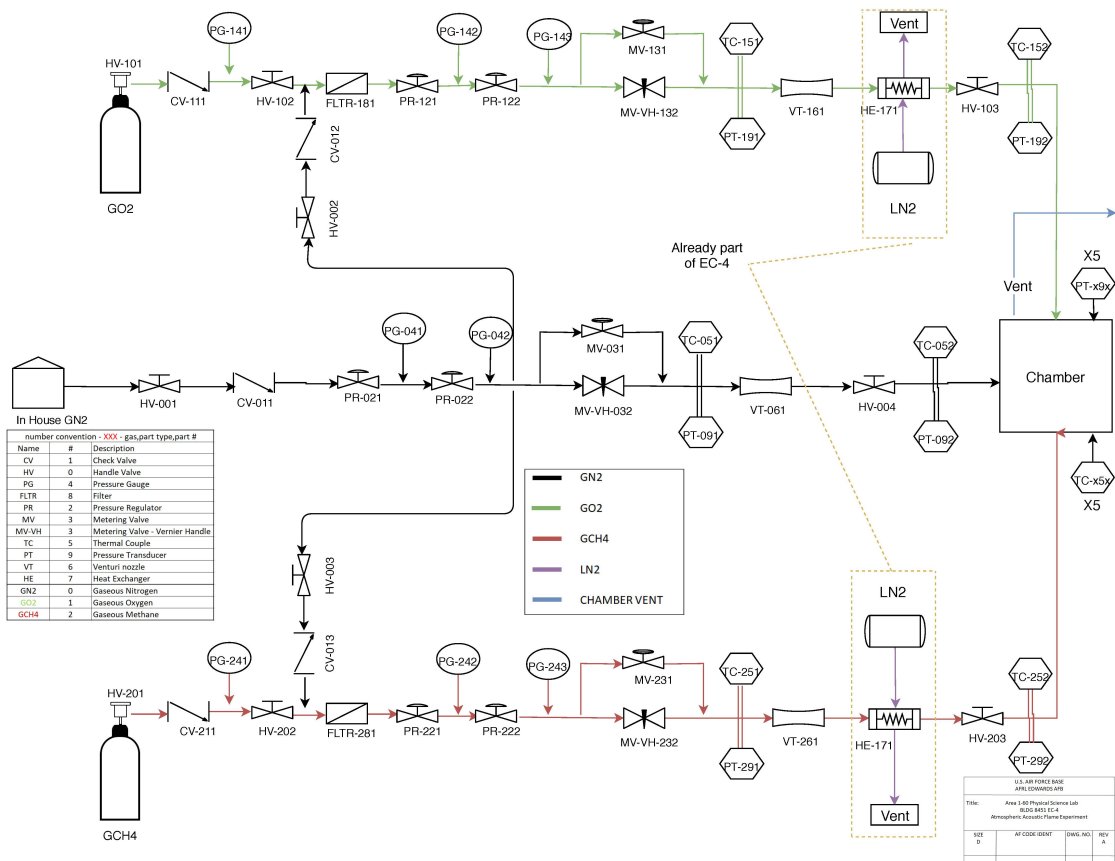 PG-141
PG-142
PG-143
MV-131
TC-151
Vent
TC-152
HV-101
CV-111
HV-102
FLTR-181
PR-121
PR-122
MV-VH-132
VT-161
HE-171
HV-103
CV-012
PT-191
PT-192
GO2
HV-002
LN2
Already part
of EC-4
X5
PT-x9x
Vent
PG-041
PG-042
MV-031
TC-051
TC-052
Chamber
HV-001
CV-011
PR-021
PR-022
MV-VH-032
VT-061
HV-004
In House GN2
PT-091
PT-092
TC-x5x
X5
number convention - XXX - gas,part type,part #
Name # Description
CV 1 Check Valve
HV 0 Handle Valve
PG 4 Pressure Gauge
FLTR 8 Filter
PR 2 Pressure Regulator
MV 3 Metering Valve
MV-VH 3 Metering Valve - Vernier Handle
TC 5 Thermal Couple
PT 9 Pressure Transducer
VT 6 Venturi nozzle
HE 7 Heat Exchanger
GN2 0 Gaseous Nitrogen
GO2 1 Gaseous Oxygen
GCH4 2 Gaseous Methane
GN2
GO2
GCH4
LN2
CHAMBER VENT
HV-003
CV-013
LN2
PG-241
PG-242
PG-243
MV-231
TC-251
TC-252
HV-201
CV-211
HV-202
FLTR-281
PR-221
PR-222
MV-VH-232
VT-261
HE-171
HV-203
PT-291
PT-292
GCH4
Vent
U.S. AIR FORCE BASE
AFRL EDWARDS AFB
Title: Area 1-60 Physical Science Lab
BLDG 8451 EC-4
Atmospheric Acoustic Flame Experiment
SIZE AF CODE IDENT DWG. NO. REV
D A